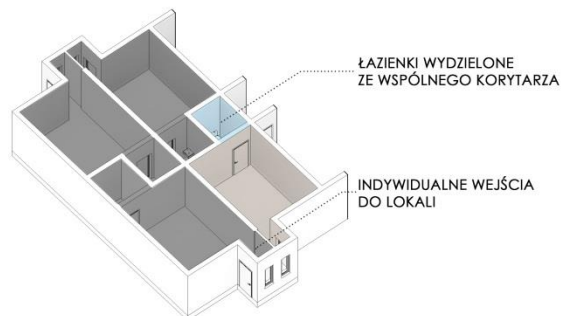 ŁAZIENKI WYDZIELONE
ZE WSPÓLNEGO KORYTARZA
INDYWIDUALNE WEJŚCIA
DO LOKALI